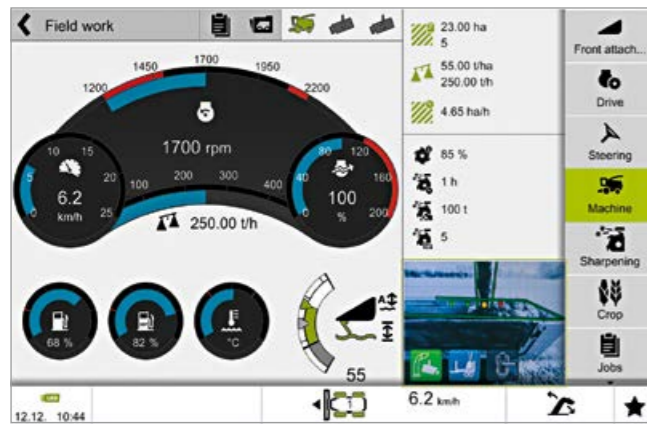 Field work
1450 1700 1950
1200 2200
1700 rpm
10 15
5 20
0 25
6.2
km/h
100 200 300 400
80 120
40 160
0 200
100
%
250.00 t/h
68 %
82 %
°C
A
55
23.00 ha
5
55.00 t/ha
250.00 t/h
4.65 ha/h
85 %
1 h
100 t
5
Front attach...
Drive
Steering
Machine
Sharpening
Crop
Jobs
12.12. 10:44
1
6.2 km/h